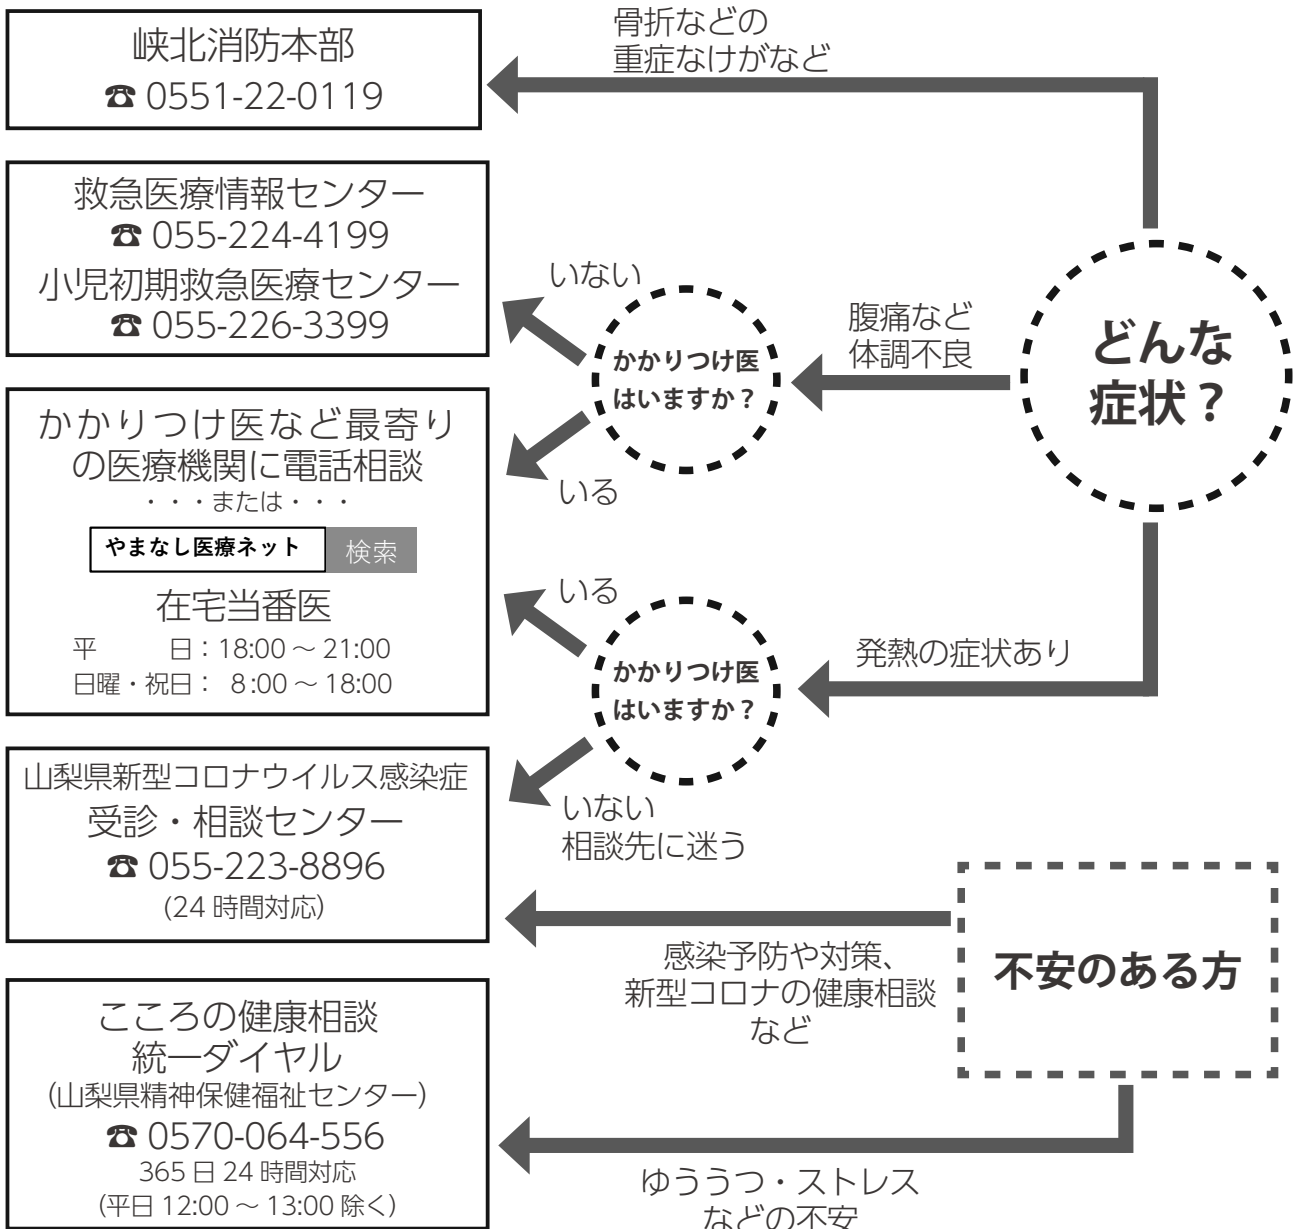 峡北消防本部
☎ 0551-22-0119
骨折などの
重症なけがなど
救急医療情報センター
☎ 055-224-4199
小児初期救急医療センター
☎ 055-226-3399
いない
かかりつけ医
はいますか？
腹痛など
体調不良
どんな
症状？
かかりつけ医など最寄り
の医療機関に電話相談
・・・または・・・
やまなし医療ネット 検索
在宅当番医
平　　日：18:00～21:00
日曜・祝日： 8:00～18:00
いる
いる
かかりつけ医
はいますか？
発熱の症状あり
山梨県新型コロナウイルス感染症
受診・相談センター
☎ 055-223-8896
(24 時間対応)
いない
相談先に迷う
感染予防や対策、
新型コロナの健康相談
など
不安のある方
こころの健康相談
統一ダイヤル
(山梨県精神保健福祉センター)
☎ 0570-064-556
365 日 24 時間対応
(平日 12:00～13:00 除く)
ゆううつ・ストレス
などの不安